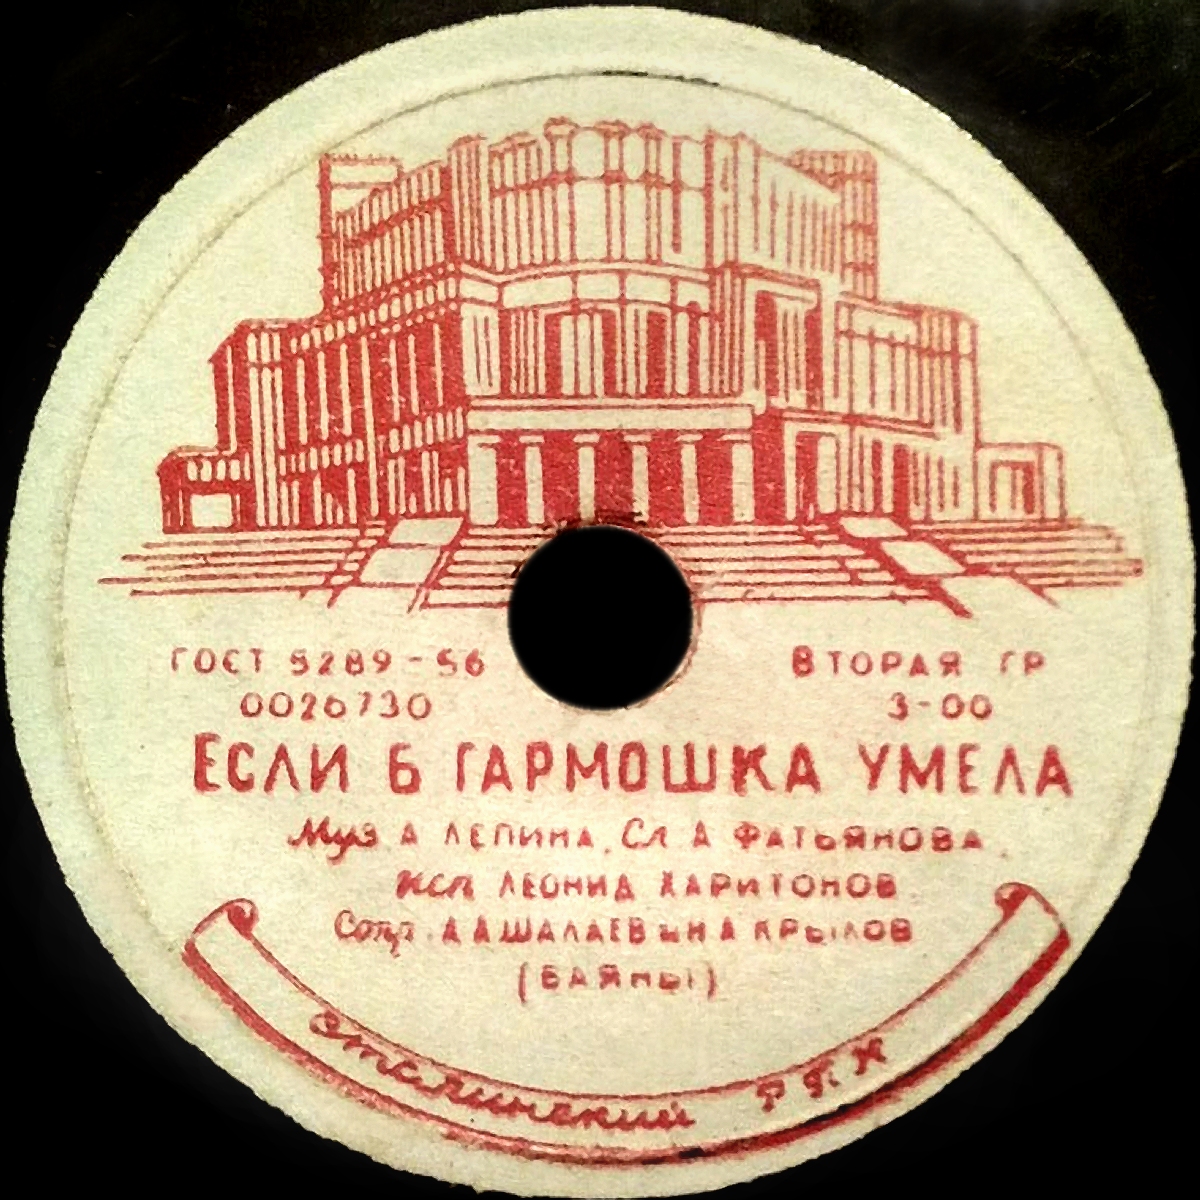 ГОСТ 5289-56
ВТОРАЯ ГР
0026730
3-00
ЕСЛИ Б ГАРМОШКА УМЕЛА
Муз А ЛЕПИНА, Сл А ФАТЬЯНОВА
Исп ЛЕОНИД ХАРИТОНОВ
Сопр. А АШАЛАЕВ и Н А КРЫЛОВ
(БАЯНЫ)
Сталинский Р П К